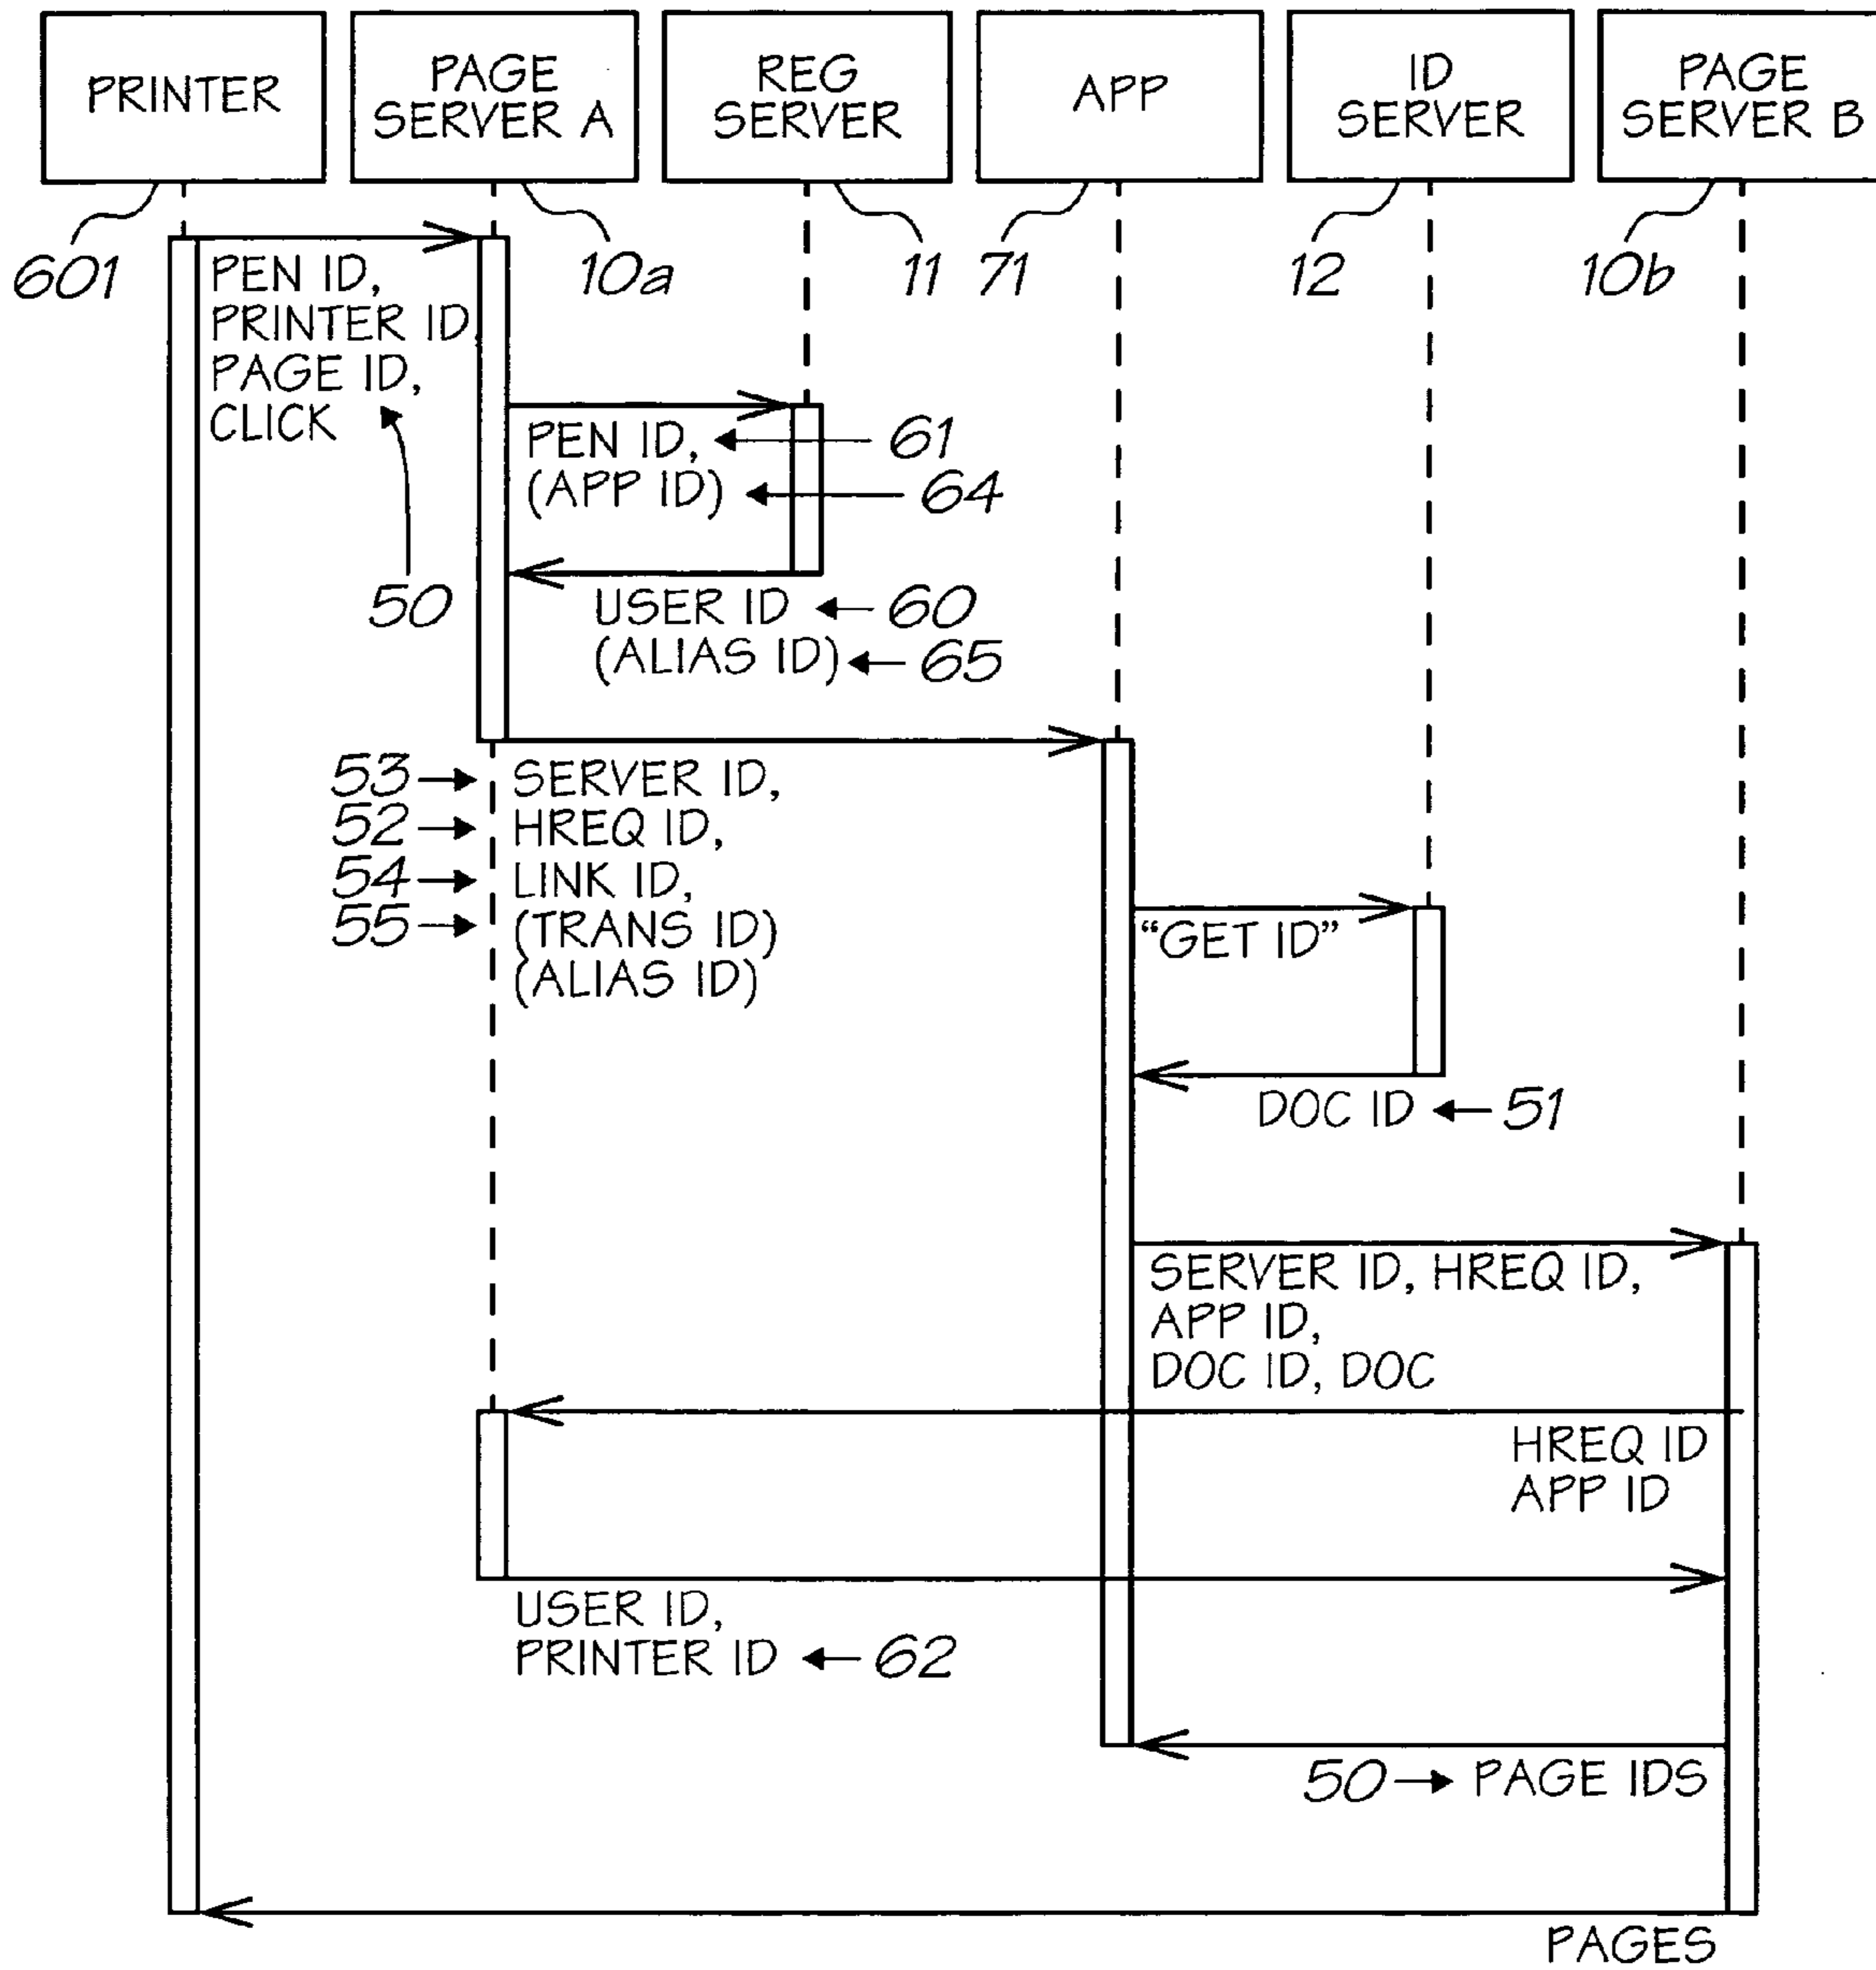 PRINTER
PAGE
SERVER A
REG
SERVER
APP
ID
SERVER
PAGE
SERVER B
601
10a
11
71
12
10b
PEN ID,
PRINTER ID
PAGE ID,
CLICK
50
PEN ID,
(APP ID)
61
64
USER ID
(ALIAS ID)
60
65
53
52
54
55
SERVER ID,
HREQ ID,
LINK ID,
(TRANS ID)
(ALIAS ID)
“GET ID”
DOC ID
51
SERVER ID, HREQ ID,
APP ID,
DOC ID, DOC
HREQ ID
APP ID
USER ID,
PRINTER ID
62
50
PAGE IDS
PAGES